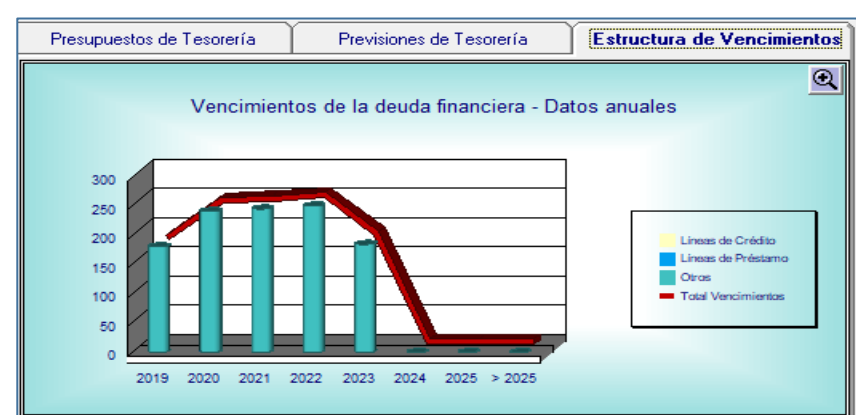 Presupuestos de Tesorería
Previsiones de Tesorería
Estructura de Vencimientos
Vencimientos de la deuda financiera - Datos anuales
300
250
200
150
100
50
0
2019 2020 2021 2022 2023 2024 2025 > 2025
Líneas de Crédito
Líneas de Préstamo
Otros
Total Vencimientos